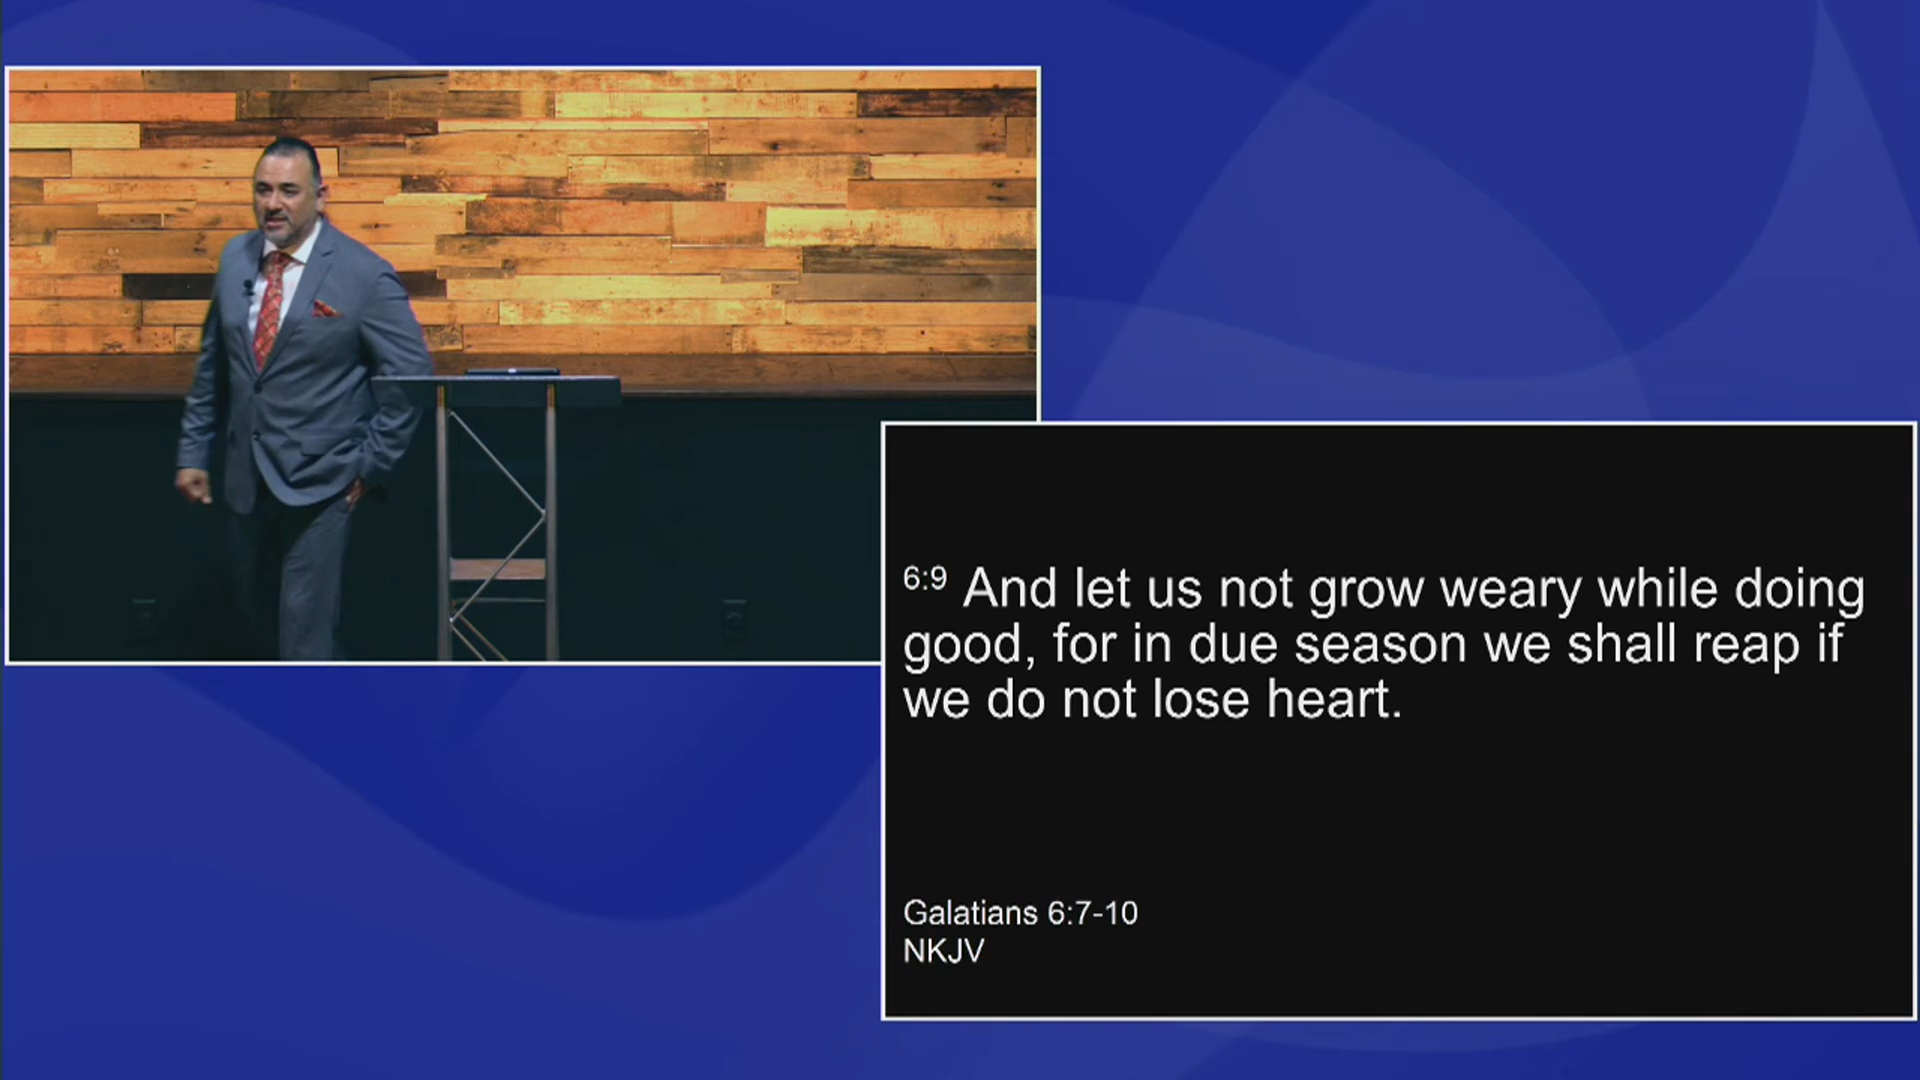 6:9 And let us not grow weary while doing
good, for in due season we shall reap if
we do not lose heart.
Galatians 6:7-10
NKJV